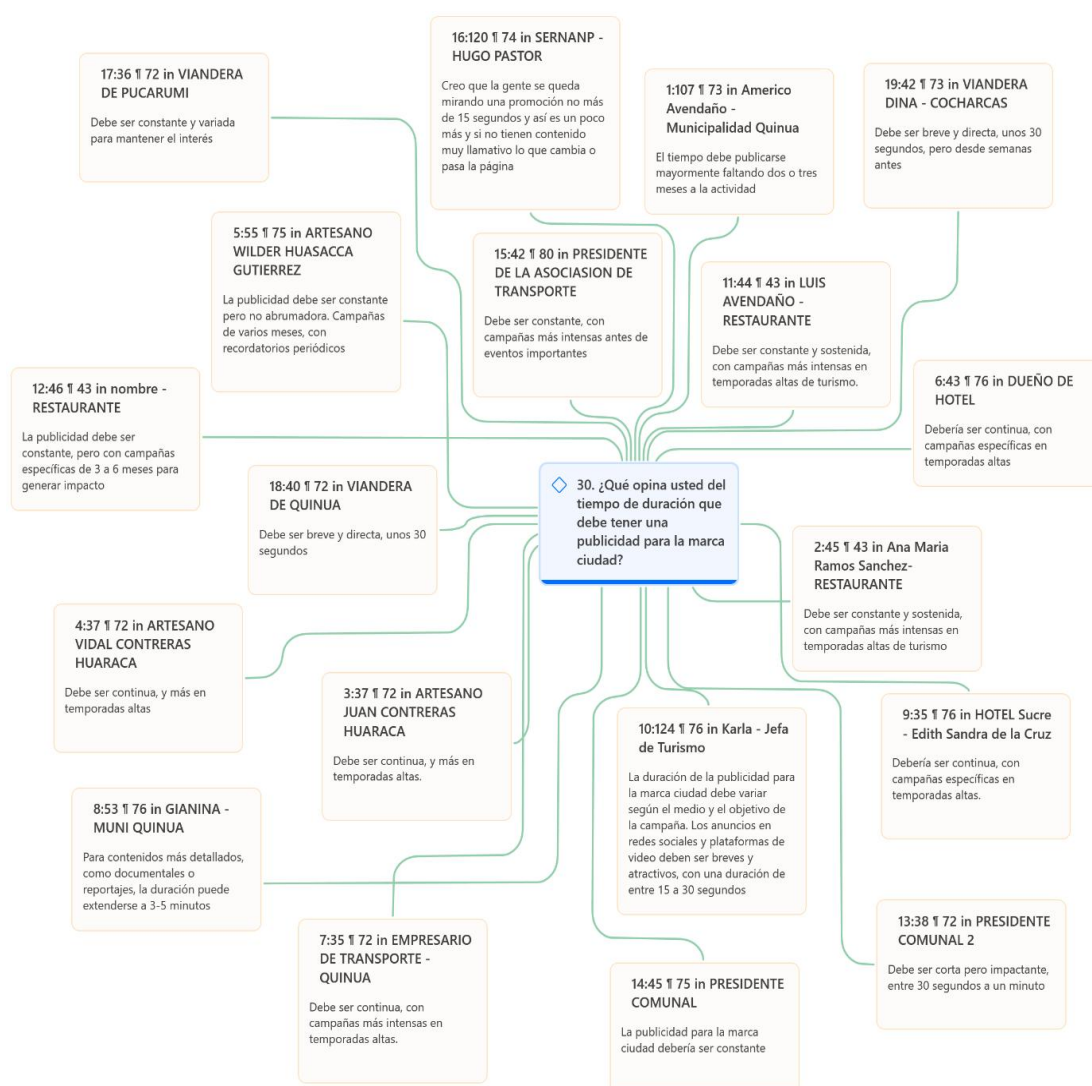 16:120 ¶ 74 in SERNANP -
HUGO PASTOR
Creo que la gente se queda
mirando una promoción no más
de 15 segundos y así es un poco
más y si no tienen contenido
muy llamativo lo que cambia o
pasa la página
17:36 ¶ 72 in VIANDERA
DE PUCARUMI
Debe ser constante y variada
para mantener el interés
1:107 ¶ 73 in Americo
Avendaño -
Municipalidad Quinua
El tiempo debe publicarse
mayormente faltando dos o tres
meses a la actividad
19:42 ¶ 73 in VIANDERA
DINA - COCHARCAS
Debe ser breve y directa, unos 30
segundos, pero desde semanas
antes
5:55 ¶ 75 in ARTESANO
WILDER HUASACCA
GUTIERREZ
La publicidad debe ser constante
pero no abrumadora. Campañas
de varios meses, con
recordatorios periódicos
15:42 ¶ 80 in PRESIDENTE
DE LA ASOCIASION DE
TRANSPORTE
Debe ser constante, con
campañas más intensas antes de
eventos importantes
11:44 ¶ 43 in LUIS
AVENDAÑO -
RESTAURANTE
Debe ser constante y sostenida,
con campañas más intensas en
temporadas altas de turismo.
12:46 ¶ 43 in nombre -
RESTAURANTE
La publicidad debe ser
constante, pero con campañas
específicas de 3 a 6 meses para
generar impacto
6:43 ¶ 76 in DUEÑO DE
HOTEL
Debería ser continua, con
campañas específicas en
temporadas altas
18:40 ¶ 72 in VIANDERA
DE QUINUA
Debe ser breve y directa, unos 30
segundos
30. ¿Qué opina usted del
tiempo de duración que
debe tener una
publicidad para la marca
ciudad?
2:45 ¶ 43 in Ana Maria
Ramos Sanchez-
RESTAURANTE
Debe ser constante y sostenida,
con campañas más intensas en
temporadas altas de turismo
4:37 ¶ 72 in ARTESANO
VIDAL CONTRERAS
HUARACA
Debe ser continua, y más en
temporadas altas
3:37 ¶ 72 in ARTESANO
JUAN CONTRERAS
HUARACA
Debe ser continua, y más en
temporadas altas.
10:124 ¶ 76 in Karla - Jefa
de Turismo
La duración de la publicidad para
la marca ciudad debe variar
según el medio y el objetivo de
la campaña. Los anuncios en
redes sociales y plataformas de
video deben ser breves y
atractivos, con una duración de
entre 15 a 30 segundos
9:35 ¶ 76 in HOTEL Sucre
- Edith Sandra de la Cruz
Debería ser continua, con
campañas específicas en
temporadas altas.
8:53 ¶ 76 in GIANINA -
MUNI QUINUA
Para contenidos más detallados,
como documentales o
reportajes, la duración puede
extenderse a 3-5 minutos
7:35 ¶ 72 in EMPRESARIO
DE TRANSPORTE -
QUINUA
Debe ser continua, con
campañas más intensas en
temporadas altas.
13:38 ¶ 72 in PRESIDENTE
COMUNAL 2
Debe ser corta pero impactante,
entre 30 segundos a un minuto
14:45 ¶ 75 in PRESIDENTE
COMUNAL
La publicidad para la marca
ciudad debería ser constante